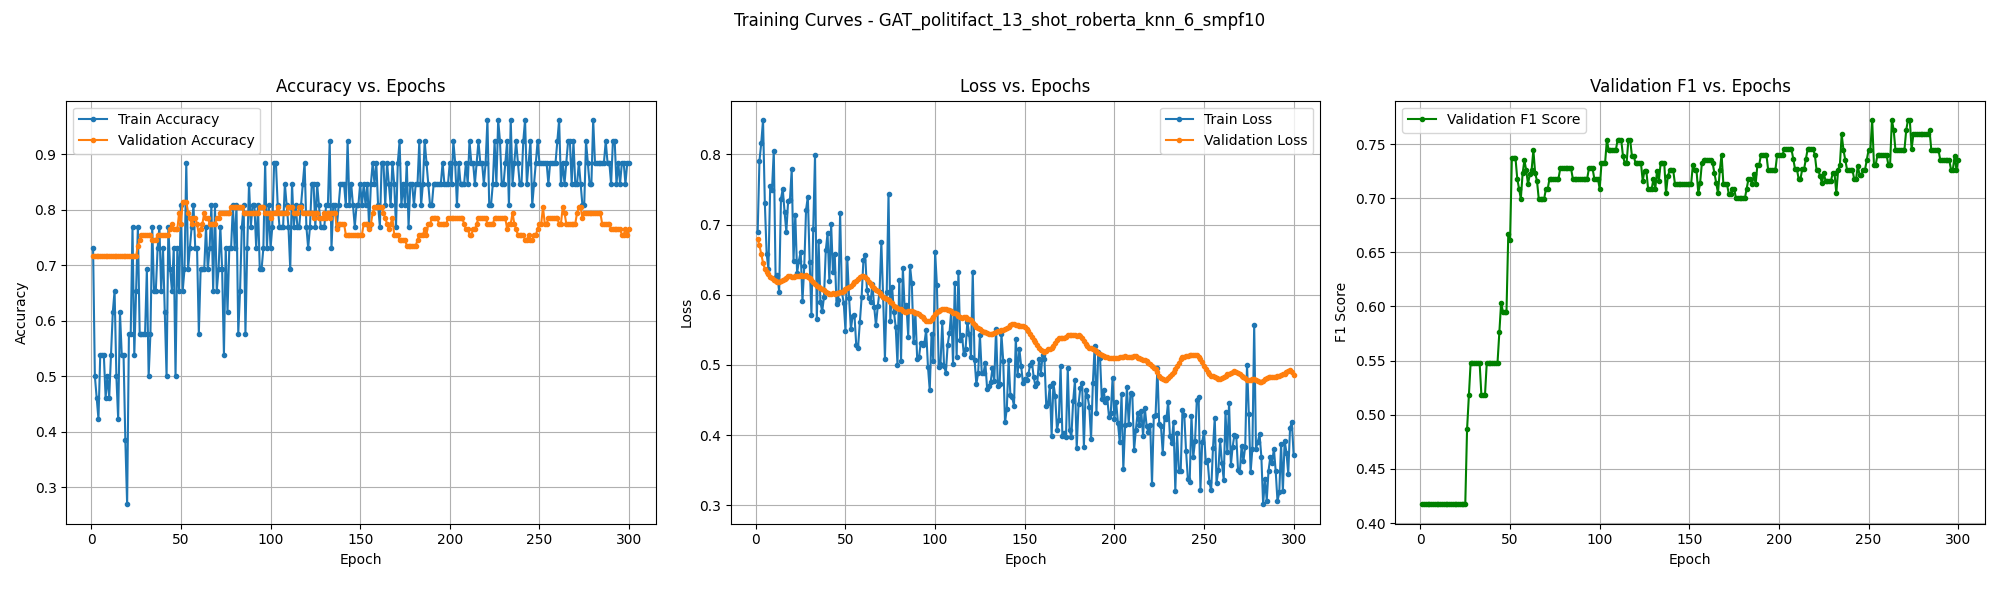 Training Curves - GAT_politifact_13_shot_roberta_knn_6_smpf10
Accuracy vs. Epochs
Train Accuracy
Validation Accuracy
Accuracy
0.9
0.8
0.7
0.6
0.5
0.4
0.3
0 50 100 150 200 250 300
Epoch
Loss vs. Epochs
Train Loss
Validation Loss
Loss
0.8
0.7
0.6
0.5
0.4
0.3
0 50 100 150 200 250 300
Epoch
Validation F1 vs. Epochs
Validation F1 Score
F1 Score
0.75
0.70
0.65
0.60
0.55
0.50
0.45
0.40
0 50 100 150 200 250 300
Epoch